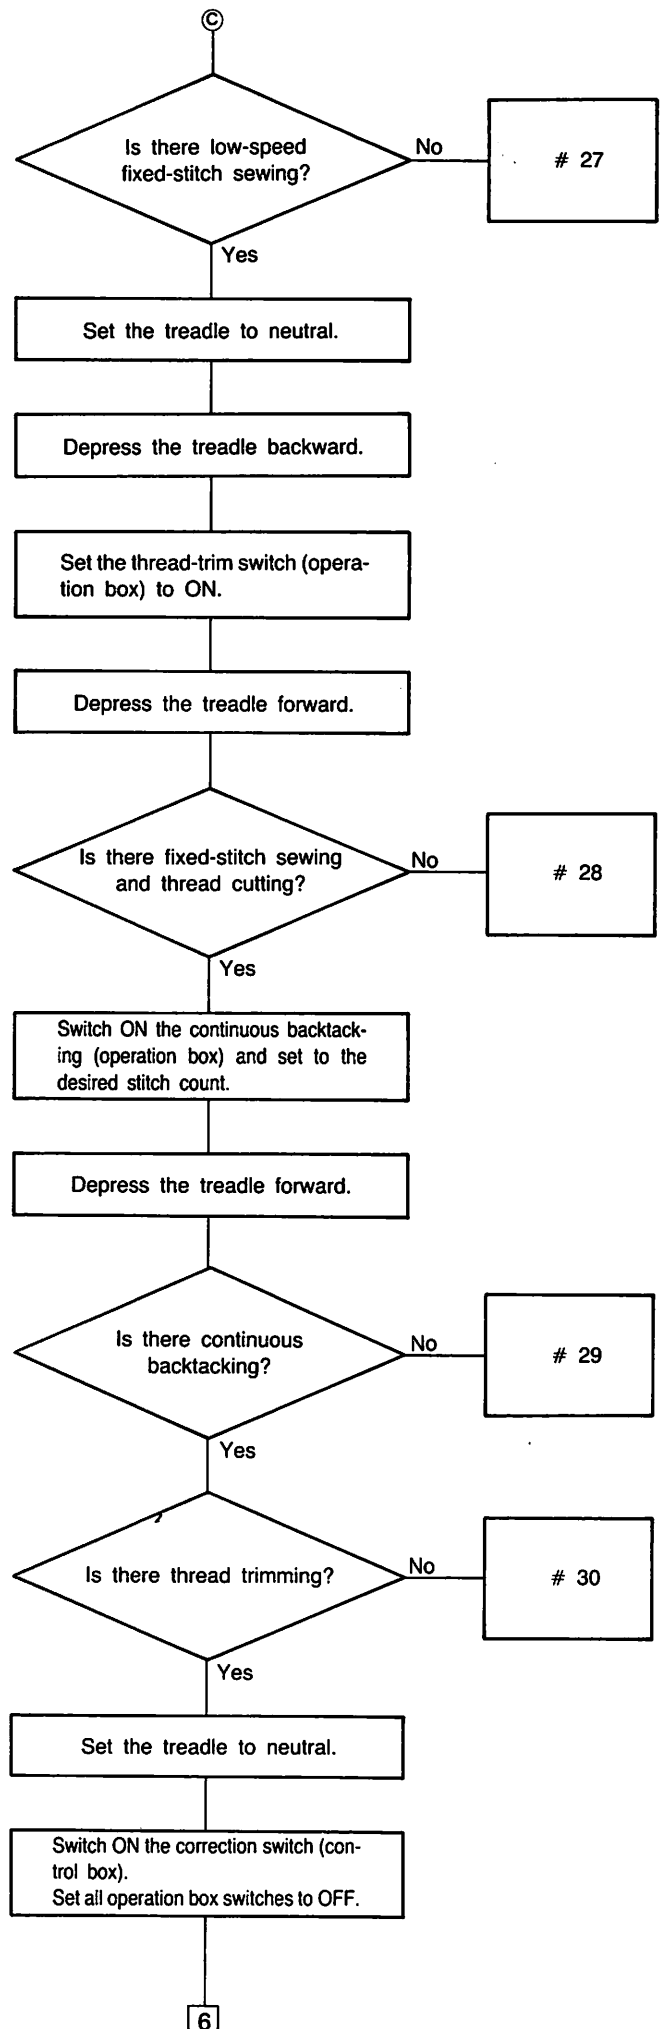 ©
Is there low-speed
fixed-stitch sewing?
No
# 27
Yes
Set the treadle to neutral.
Depress the treadle backward.
Set the thread-trim switch (opera-
tion box) to ON.
Depress the treadle forward.
Is there fixed-stitch sewing
and thread cutting?
No
# 28
Yes
Switch ON the continuous backtack-
ing (operation box) and set to the
desired stitch count.
Depress the treadle forward.
Is there continuous
backtacking?
No
# 29
Yes
Is there thread trimming?
No
# 30
Yes
Set the treadle to neutral.
Switch ON the correction switch (con-
trol box).
Set all operation box switches to OFF.
6